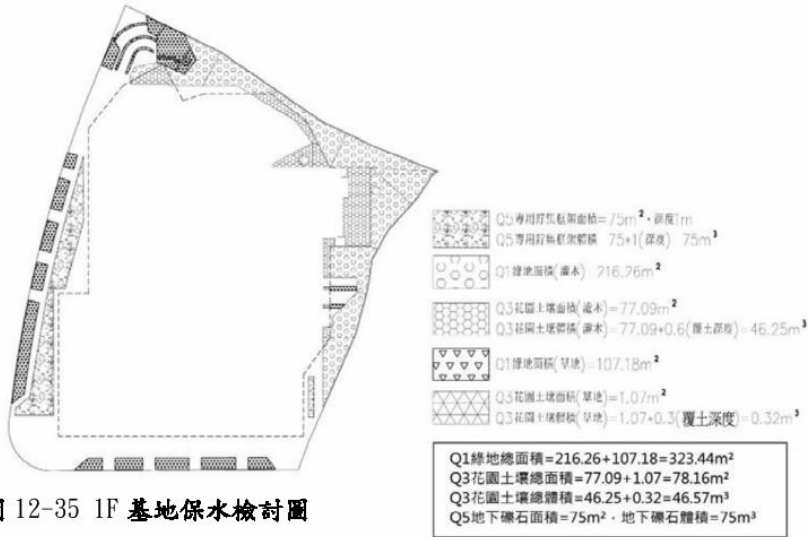 Q5專用貯集框架面積=75m²，深度1m
Q5專用貯集框架體積 75*1(深度) 75m³
Q1綠地面積(灌木) 216.26m²
Q3花園土壤面積(灌木)=77.09m²
Q3花園土壤體積(灌木)=77.09*0.6(覆土深度)=46.25m³
Q1綠地面積(草地)=107.18m²
Q3花園土壤面積(草地)=1.07m²
Q3花園土壤體積(草地)=1.07*0.3(覆土深度)=0.32m³
Q1綠地總面積=216.26+107.18=323.44m²
Q3花園土壤總面積=77.09+1.07=78.16m²
Q3花園土壤總體積=46.25+0.32=46.57m³
Q5地下礫石面積=75m²，地下礫石體積=75m³
12-35 1F 基地保水檢討圖